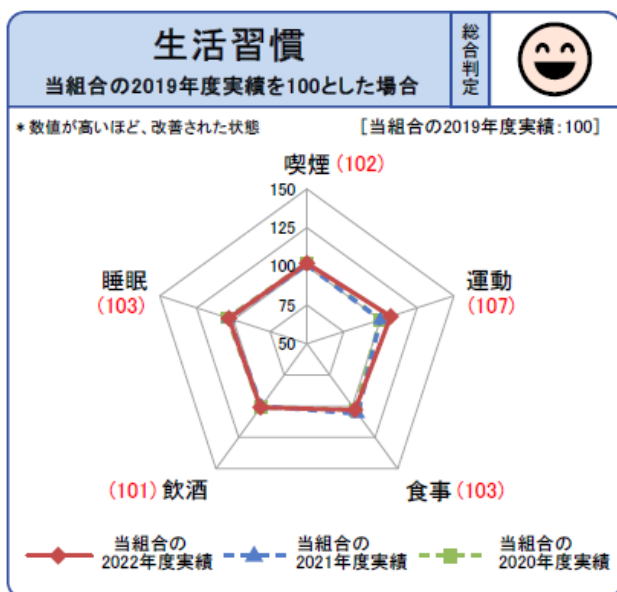 生活習慣
当組合の2019年度実績を100とした場合
総合判定
*数値が高いほど、改善された状態
[当組合の2019年度実績:100]
喫煙(102)
150
125
100
75
50
睡眠
(103)
運動
(107)
(101)飲酒
食事(103)
当組合の
2022年度実績
当組合の
2021年度実績
当組合の
2020年度実績